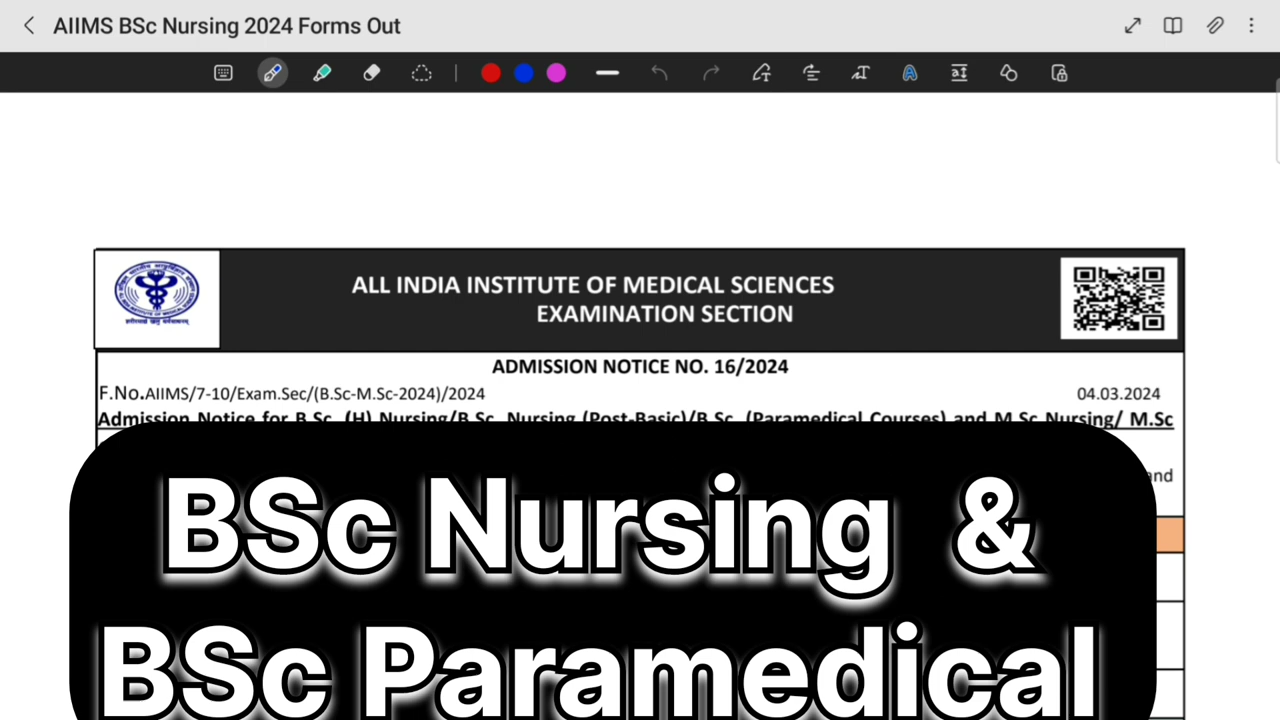 AIIMS BSc Nursing 2024 Forms Out
ALL INDIA INSTITUTE OF MEDICAL SCIENCES
EXAMINATION SECTION
ADMISSION NOTICE NO. 16/2024
F.No.AIIMS/7-10/Exam.Sec/(B.Sc-M.Sc-2024)/2024 04.03.2024
Admission Notice for B.Sc. (H) Nursing/B.Sc. Nursing (Post-Basic)/B.Sc. (Paramedical Courses) and M.Sc Nursing/ M.Sc
and
BSc Nursing &
BSc Paramedical